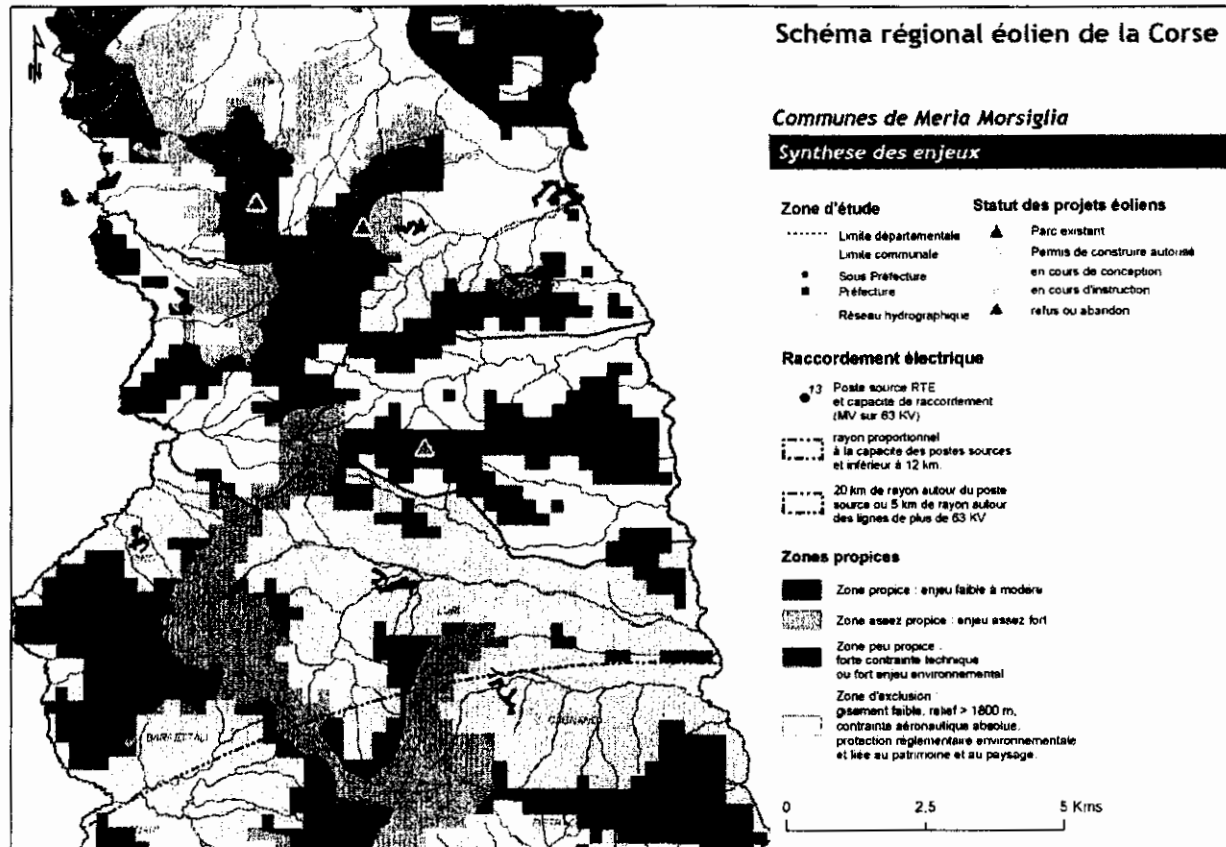 Schéma régional éolien de la Corse
Communes de Meria Morsiglia
Synthese des enjeux
Zone d'étude
Limite départementale
Limite communale
Sous Préfecture
Préfecture
Réseau hydrographique
Statut des projets éoliens
Parc existant
Permis de construire autorisé
en cours de conception
en cours d'instruction
refus ou abandon
Raccordement électrique
13 Poste source RTE
et capacité de raccordement
(MV sur 63 KV)
rayon proportionnel
à la capacité des postes sources
et inférieur à 12 km.
20 km de rayon autour du poste
source ou 5 km de rayon autour
des lignes de plus de 63 KV
Zones propices
Zone propice : enjeu faible à modéré
Zone assez propice : enjeu assez fort
Zone peu propice :
forte contrainte technique
ou fort enjeu environnemental
Zone d'exclusion
gisement faible, relief > 1800 m,
contrainte aéronautique absolue,
protection réglementaire environnementale
et liée au patrimoine et au paysage.
0 2.5 5 Kms
N
LURI
BARRETTALI